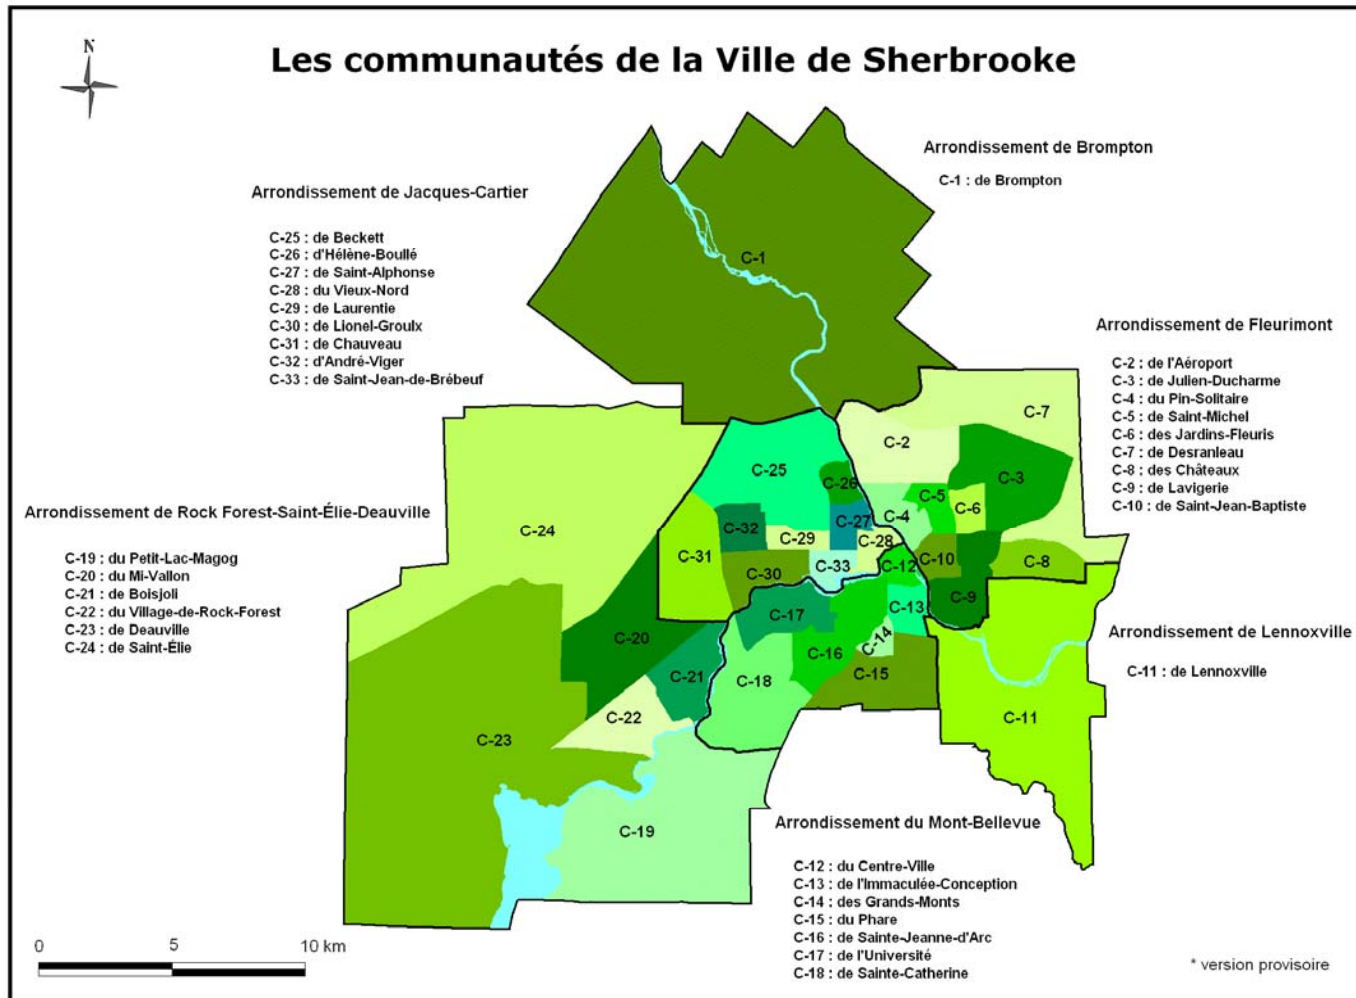 N
Les communautés de la Ville de Sherbrooke
Arrondissement de Brompton
C-1 : de Brompton
Arrondissement de Jacques-Cartier
C-25 : de Beckett
C-26 : d'Hélène-Boullé
C-27 : de Saint-Alphonse
C-28 : du Vieux-Nord
C-29 : de Laurentie
C-30 : de Lionel-Groulx
C-31 : de Chauveau
C-32 : d'André-Viger
C-33 : de Saint-Jean-de-Brébeuf
Arrondissement de Fleurimont
C-2 : de l'Aéroport
C-3 : de Julien-Ducharme
C-4 : du Pin-Solitaire
C-5 : de Saint-Michel
C-6 : des Jardins-Fleuris
C-7 : de Desranleau
C-8 : des Châteaux
C-9 : de Lavigerie
C-10 : de Saint-Jean-Baptiste
Arrondissement de Rock Forest-Saint-Élie-Deauville
C-19 : du Petit-Lac-Magog
C-20 : du Mi-Vallon
C-21 : de Boisjoli
C-22 : du Village-de-Rock-Forest
C-23 : de Deauville
C-24 : de Saint-Élie
Arrondissement de Lennoxville
C-11 : de Lennoxville
Arrondissement du Mont-Bellevue
C-12 : du Centre-Ville
C-13 : de l'Immaculée-Conception
C-14 : des Grands-Monts
C-15 : du Phare
C-16 : de Sainte-Jeanne-d'Arc
C-17 : de l'Université
C-18 : de Sainte-Catherine
C-1
C-7
C-2
C-25
C-3
C-26
C-5
C-6
C-4
C-27
C-32
C-24
C-29
C-28
C-31
C-10
C-8
C-33
C-12
C-30
C-9
C-13
C-17
C-20
C-14
C-16
C-15
C-21
C-18
C-22
C-11
C-23
C-19
0 5 10 km
* version provisoire